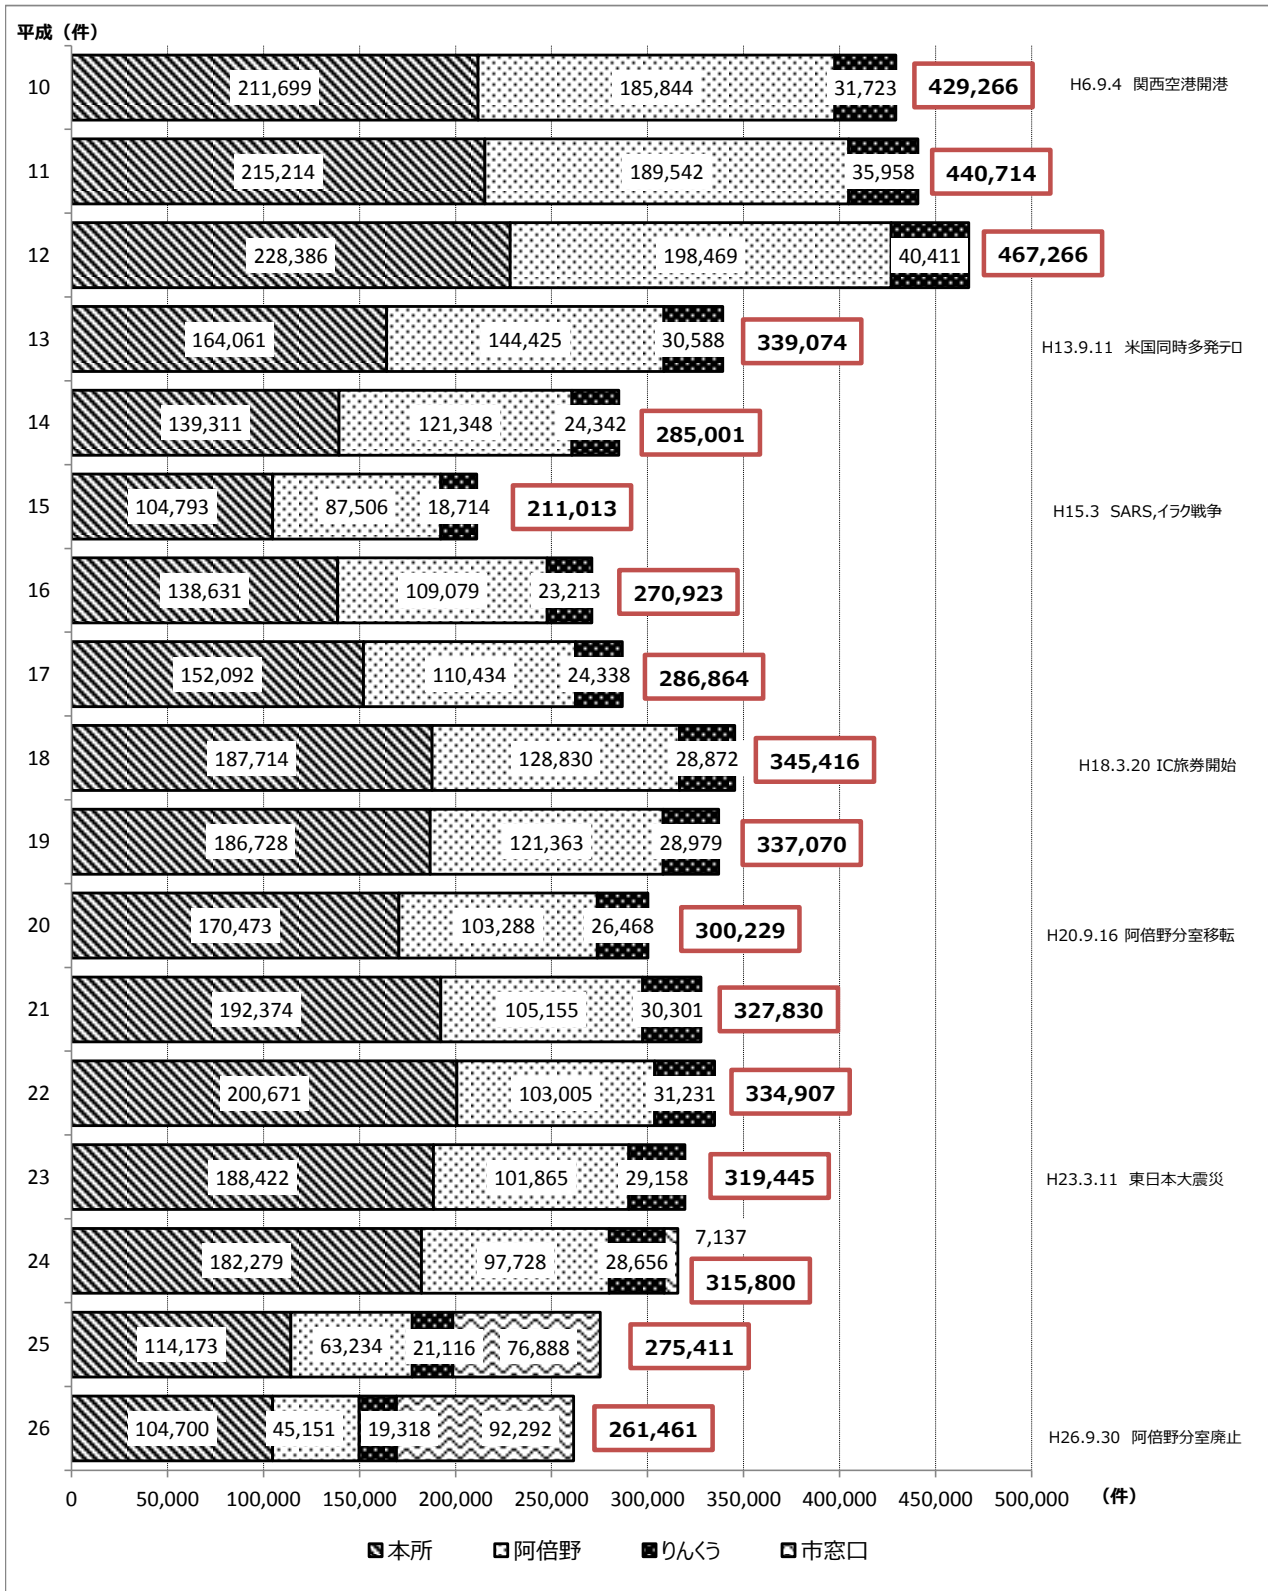 平成（件）
10 211,699 185,844 31,723 429,266 H6.9.4 関西空港開港
11 215,214 189,542 35,958 440,714
12 228,386 198,469 40,411 467,266
13 164,061 144,425 30,588 339,074 H13.9.11 米国同時多発テロ
14 139,311 121,348 24,342 285,001
15 104,793 87,506 18,714 211,013 H15.3 SARS,イラク戦争
16 138,631 109,079 23,213 270,923
17 152,092 110,434 24,338 286,864
18 187,714 128,830 28,872 345,416 H18.3.20 IC旅券開始
19 186,728 121,363 28,979 337,070
20 170,473 103,288 26,468 300,229 H20.9.16 阿倍野分室移転
21 192,374 105,155 30,301 327,830
22 200,671 103,005 31,231 334,907
23 188,422 101,865 29,158 319,445 H23.3.11 東日本大震災
24 182,279 97,728 28,656 7,137 315,800
25 114,173 63,234 21,116 76,888 275,411
26 104,700 45,151 19,318 92,292 261,461 H26.9.30 阿倍野分室廃止
0 50,000 100,000 150,000 200,000 250,000 300,000 350,000 400,000 450,000 500,000 （件）
本所 阿倍野 りんくう 市窓口